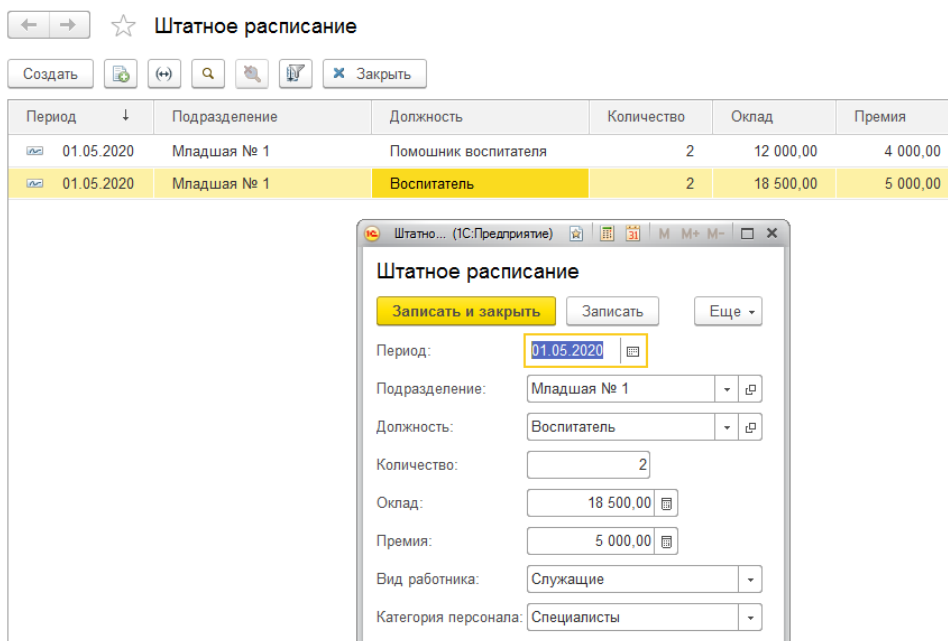 Штатное расписание
Создать Закрыть
Период ↓ Подразделение Должность Количество Оклад Премия
01.05.2020 Младшая № 1 Помошник воспитателя 2 12 000,00 4 000,00
01.05.2020 Младшая № 1 Воспитатель 2 18 500,00 5 000,00
1С Штатно... (1С:Предприятие) 31 M M+ M-
Штатное расписание
Записать и закрыть Записать Еще
Период: 01.05.2020
Подразделение: Младшая № 1
Должность: Воспитатель
Количество: 2
Оклад: 18 500,00
Премия: 5 000,00
Вид работника: Служащие
Категория персонала: Специалисты